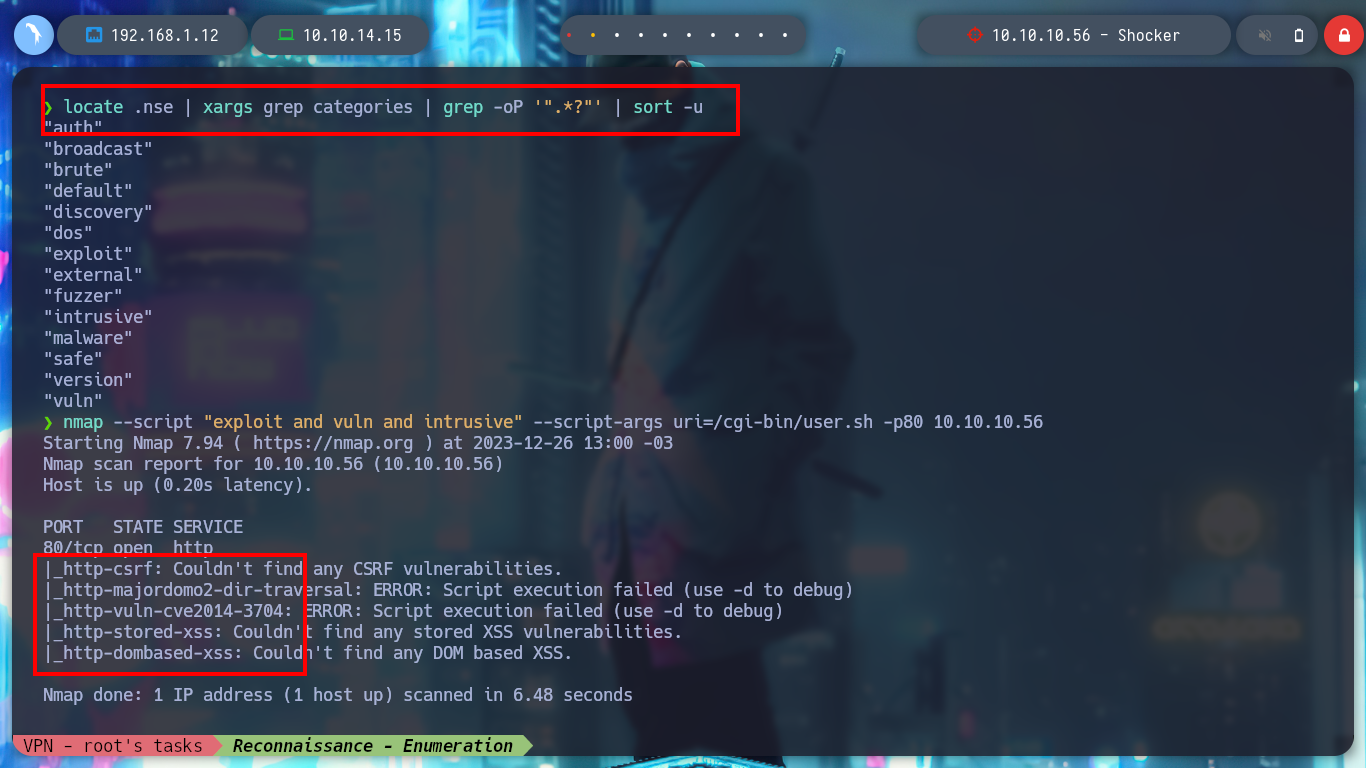 192.168.1.12 10.10.14.15 10.10.10.56 - Shocker
❯ locate .nse | xargs grep categories | grep -oP '".*?"' | sort -u
"auth"
"broadcast"
"brute"
"default"
"discovery"
"dos"
"exploit"
"external"
"fuzzer"
"intrusive"
"malware"
"safe"
"version"
"vuln"
❯ nmap --script "exploit and vuln and intrusive" --script-args uri=/cgi-bin/user.sh -p80 10.10.10.56
Starting Nmap 7.94 ( https://nmap.org ) at 2023-12-26 13:00 -03
Nmap scan report for 10.10.10.56 (10.10.10.56)
Host is up (0.20s latency).
PORT   STATE SERVICE
80/tcp open  http
|_http-csrf: Couldn't find any CSRF vulnerabilities.
|_http-majordomo2-dir-traversal: ERROR: Script execution failed (use -d to debug)
|_http-vuln-cve2014-3704: ERROR: Script execution failed (use -d to debug)
|_http-stored-xss: Couldn't find any stored XSS vulnerabilities.
|_http-dombased-xss: Couldn't find any DOM based XSS.
Nmap done: 1 IP address (1 host up) scanned in 6.48 seconds
VPN - root's tasks Reconnaissance - Enumeration